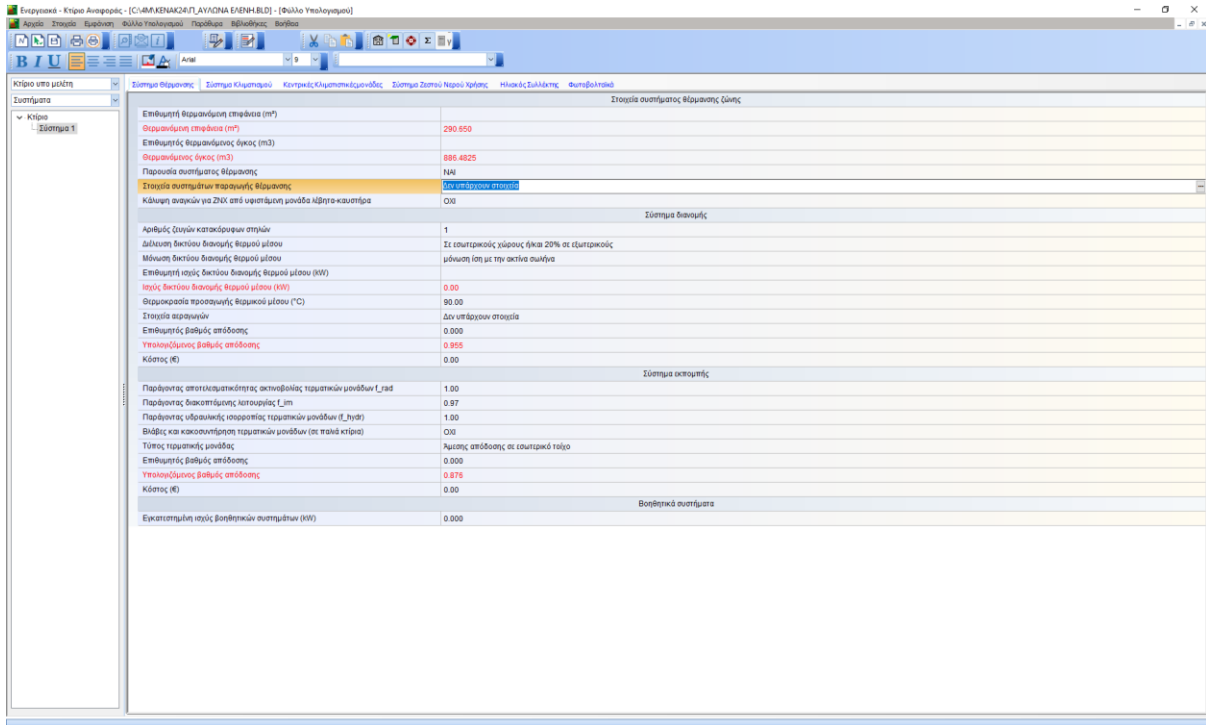 Ενεργειακά - Κτίριο Αναφοράς - [C:\4M\KENAK24\Π_ΑΥΛΩΝΑ ΕΛΕΝΗ.BLD] - [Φύλλο Υπολογισμού]
Αρχεία Στοιχεία Εμφάνιση Φύλλο Υπολογισμού Παράθυρα Βιβλιοθήκες Βοήθεια
B I U Arial 9
Κτίριο υπο μελέτη
Συστήματα
Κτίριο
Σύστημα 1
Σύστημα Θέρμανσης Σύστημα Κλιματισμού Κεντρικές Κλιματιστικές μονάδες Σύστημα Ζεστού Νερού Χρήσης Ηλιακός Συλλέκτης Φωτοβολταϊκά
Στοιχεία συστήματος θέρμανσης ζώνης
Επιθυμητή θερμαινόμενη επιφάνεια (m²)
Θερμαινόμενη επιφάνεια (m²) 290.650
Επιθυμητός θερμαινόμενος όγκος (m3)
Θερμαινόμενος όγκος (m3) 886.4825
Παρουσία συστήματος θέρμανσης ΝΑΙ
Στοιχεία συστημάτων παραγωγής θέρμανσης Δεν υπάρχουν στοιχεία
Κάλυψη αναγκών για ΖΝΧ από υφιστάμενη μονάδα λέβητα-καυστήρα ΟΧΙ
Σύστημα διανομής
Αριθμός ζευγών κατακόρυφων στηλών 1
Διέλευση δικτύου διανομής θερμού μέσου Σε εσωτερικούς χώρους ή/και 20% σε εξωτερικούς
Μόνωση δικτύου διανομής θερμού μέσου μόνωση ίση με την ακτίνα σωλήνα
Επιθυμητή ισχύς δικτύου διανομής θερμού μέσου (kW)
Ισχύς δικτύου διανομής θερμού μέσου (kW) 0.00
Θερμοκρασία προσαγωγής θερμικού μέσου (°C) 90.00
Στοιχεία αεραγωγών Δεν υπάρχουν στοιχεία
Επιθυμητός βαθμός απόδοσης 0.000
Υπολογιζόμενος βαθμός απόδοσης 0.955
Κόστος (€) 0.00
Σύστημα εκπομπής
Παράγοντας αποτελεσματικότητας ακτινοβολίας τερματικών μονάδων f_rad 1.00
Παράγοντας διακοπτόμενης λειτουργίας f_im 0.97
Παράγοντας υδραυλικής ισορροπίας τερματικών μονάδων (f_hydr) 1.00
Βλάβες και κακοσυντήρηση τερματικών μονάδων (σε παλιά κτίρια) ΟΧΙ
Τύπος τερματικής μονάδας Άμεσης απόδοσης σε εσωτερικό τοίχο
Επιθυμητός βαθμός απόδοσης 0.000
Υπολογιζόμενος βαθμός απόδοσης 0.875
Κόστος (€) 0.00
Βοηθητικά συστήματα
Εγκατεστημένη ισχύς βοηθητικών συστημάτων (kW) 0.000